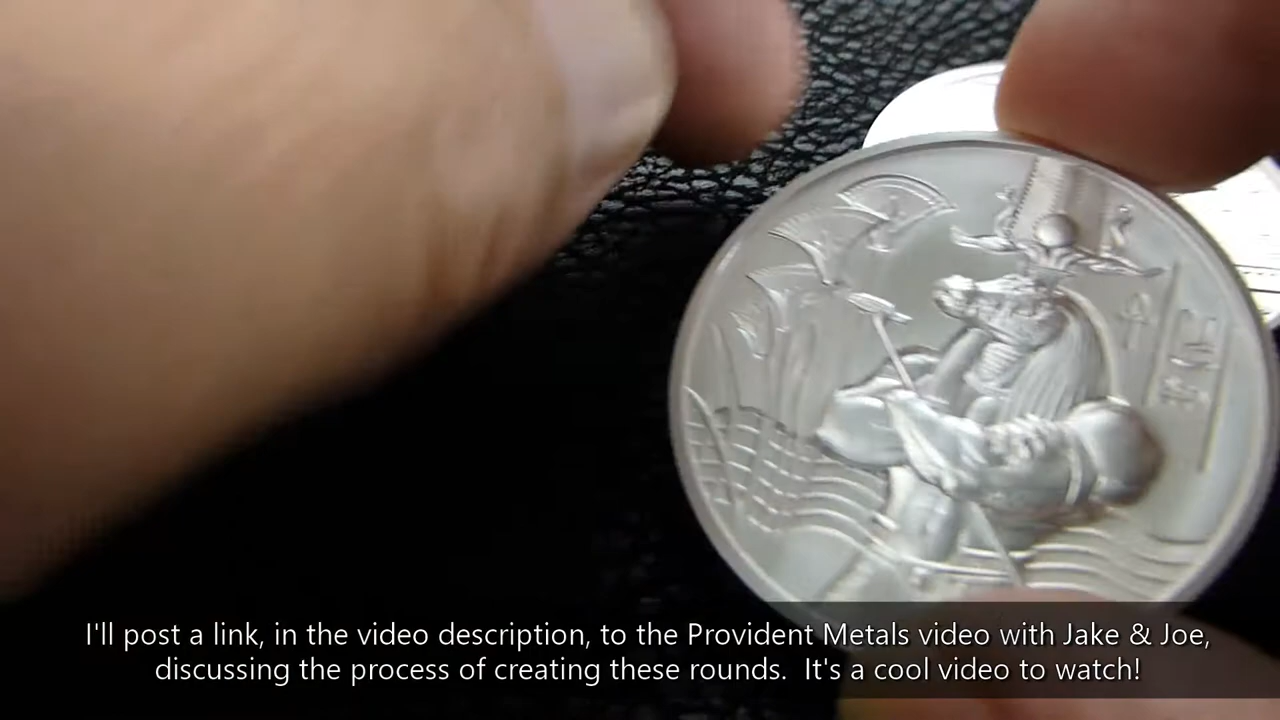 I'll post a link, in the video description, to the Provident Metals video with Jake & Joe,
discussing the process of creating these rounds.  It's a cool video to watch!